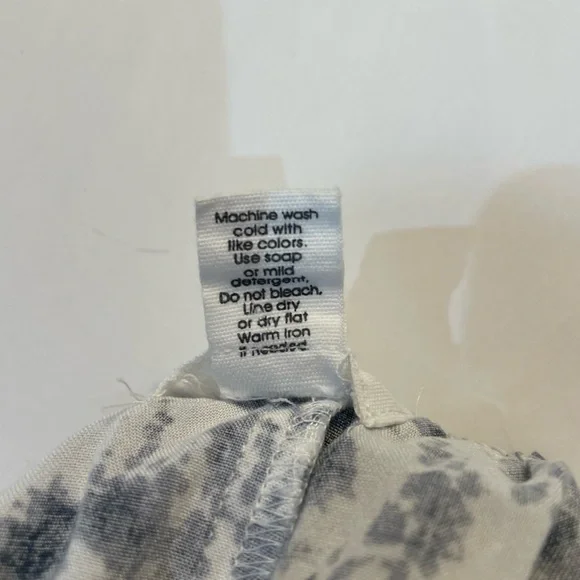 Machine wash
cold with
like colors.
Use soap
or mild
detergent.
Do not bleach.
Line dry
or dry flat
Warm iron
if needed